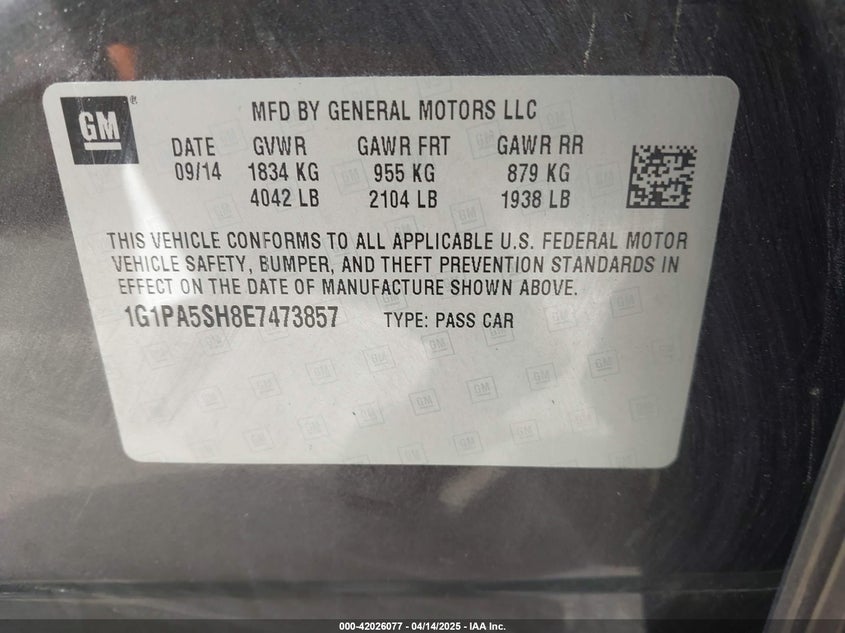 GM ®
MFD BY GENERAL MOTORS LLC
DATE GVWR GAWR FRT GAWR RR
09/14 1834 KG 955 KG 879 KG
4042 LB 2104 LB 1938 LB
THIS VEHICLE CONFORMS TO ALL APPLICABLE U.S. FEDERAL MOTOR
VEHICLE SAFETY, BUMPER, AND THEFT PREVENTION STANDARDS IN
EFFECT ON THE DATE OF MANUFACTURE SHOWN ABOVE.
1G1PA5SH8E7473857 TYPE: PASS CAR
000-42026077 - 04/14/2025 - IAA Inc.